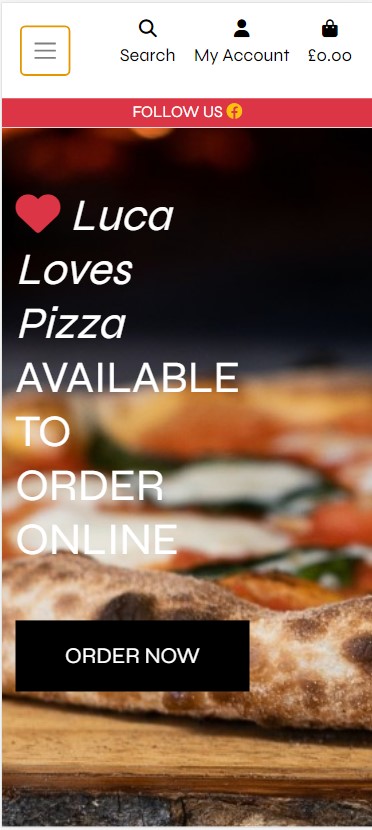 Search My Account £0.00
FOLLOW US
Luca
Loves
Pizza
AVAILABLE
TO
ORDER
ONLINE
ORDER NOW